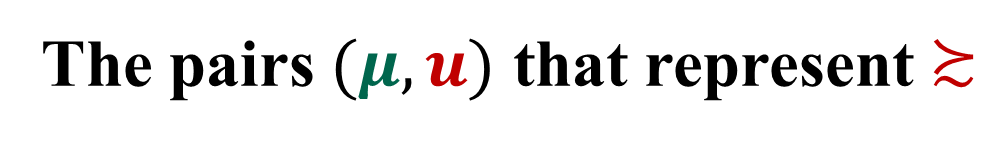 The pairs (μ, u) that represent ≿